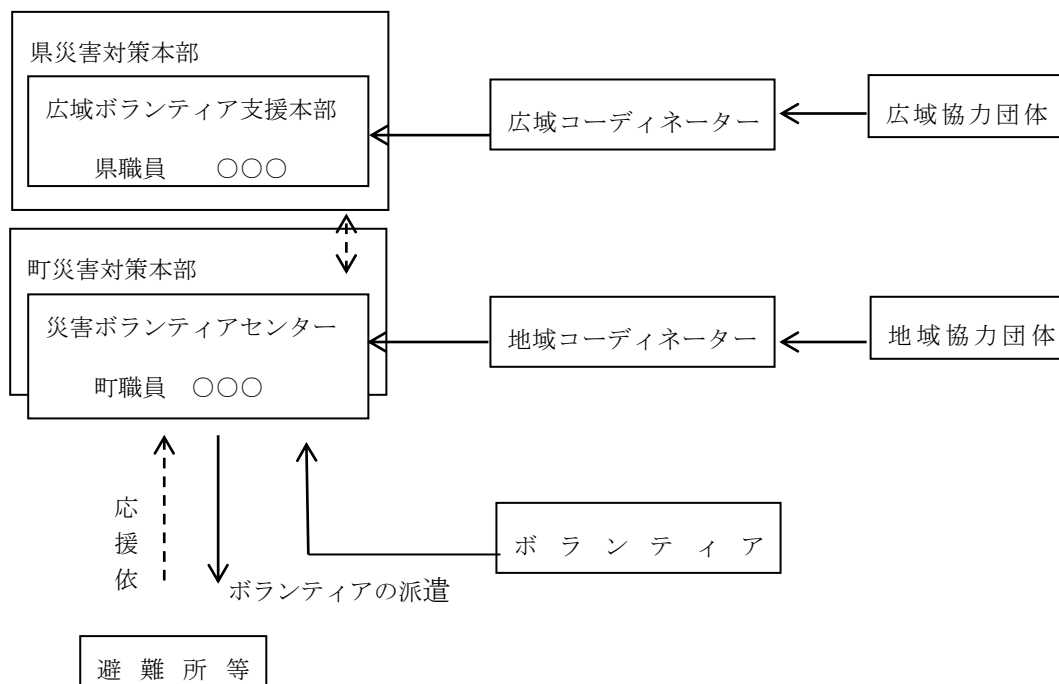 県災害対策本部
広域ボランティア支援本部
県職員 ○○○
広域コーディネーター
広域協力団体
町災害対策本部
災害ボランティアセンター
町職員 ○○○
地域コーディネーター
地域協力団体
応援依
ボランティア
ボランティアの派遣
避難所等